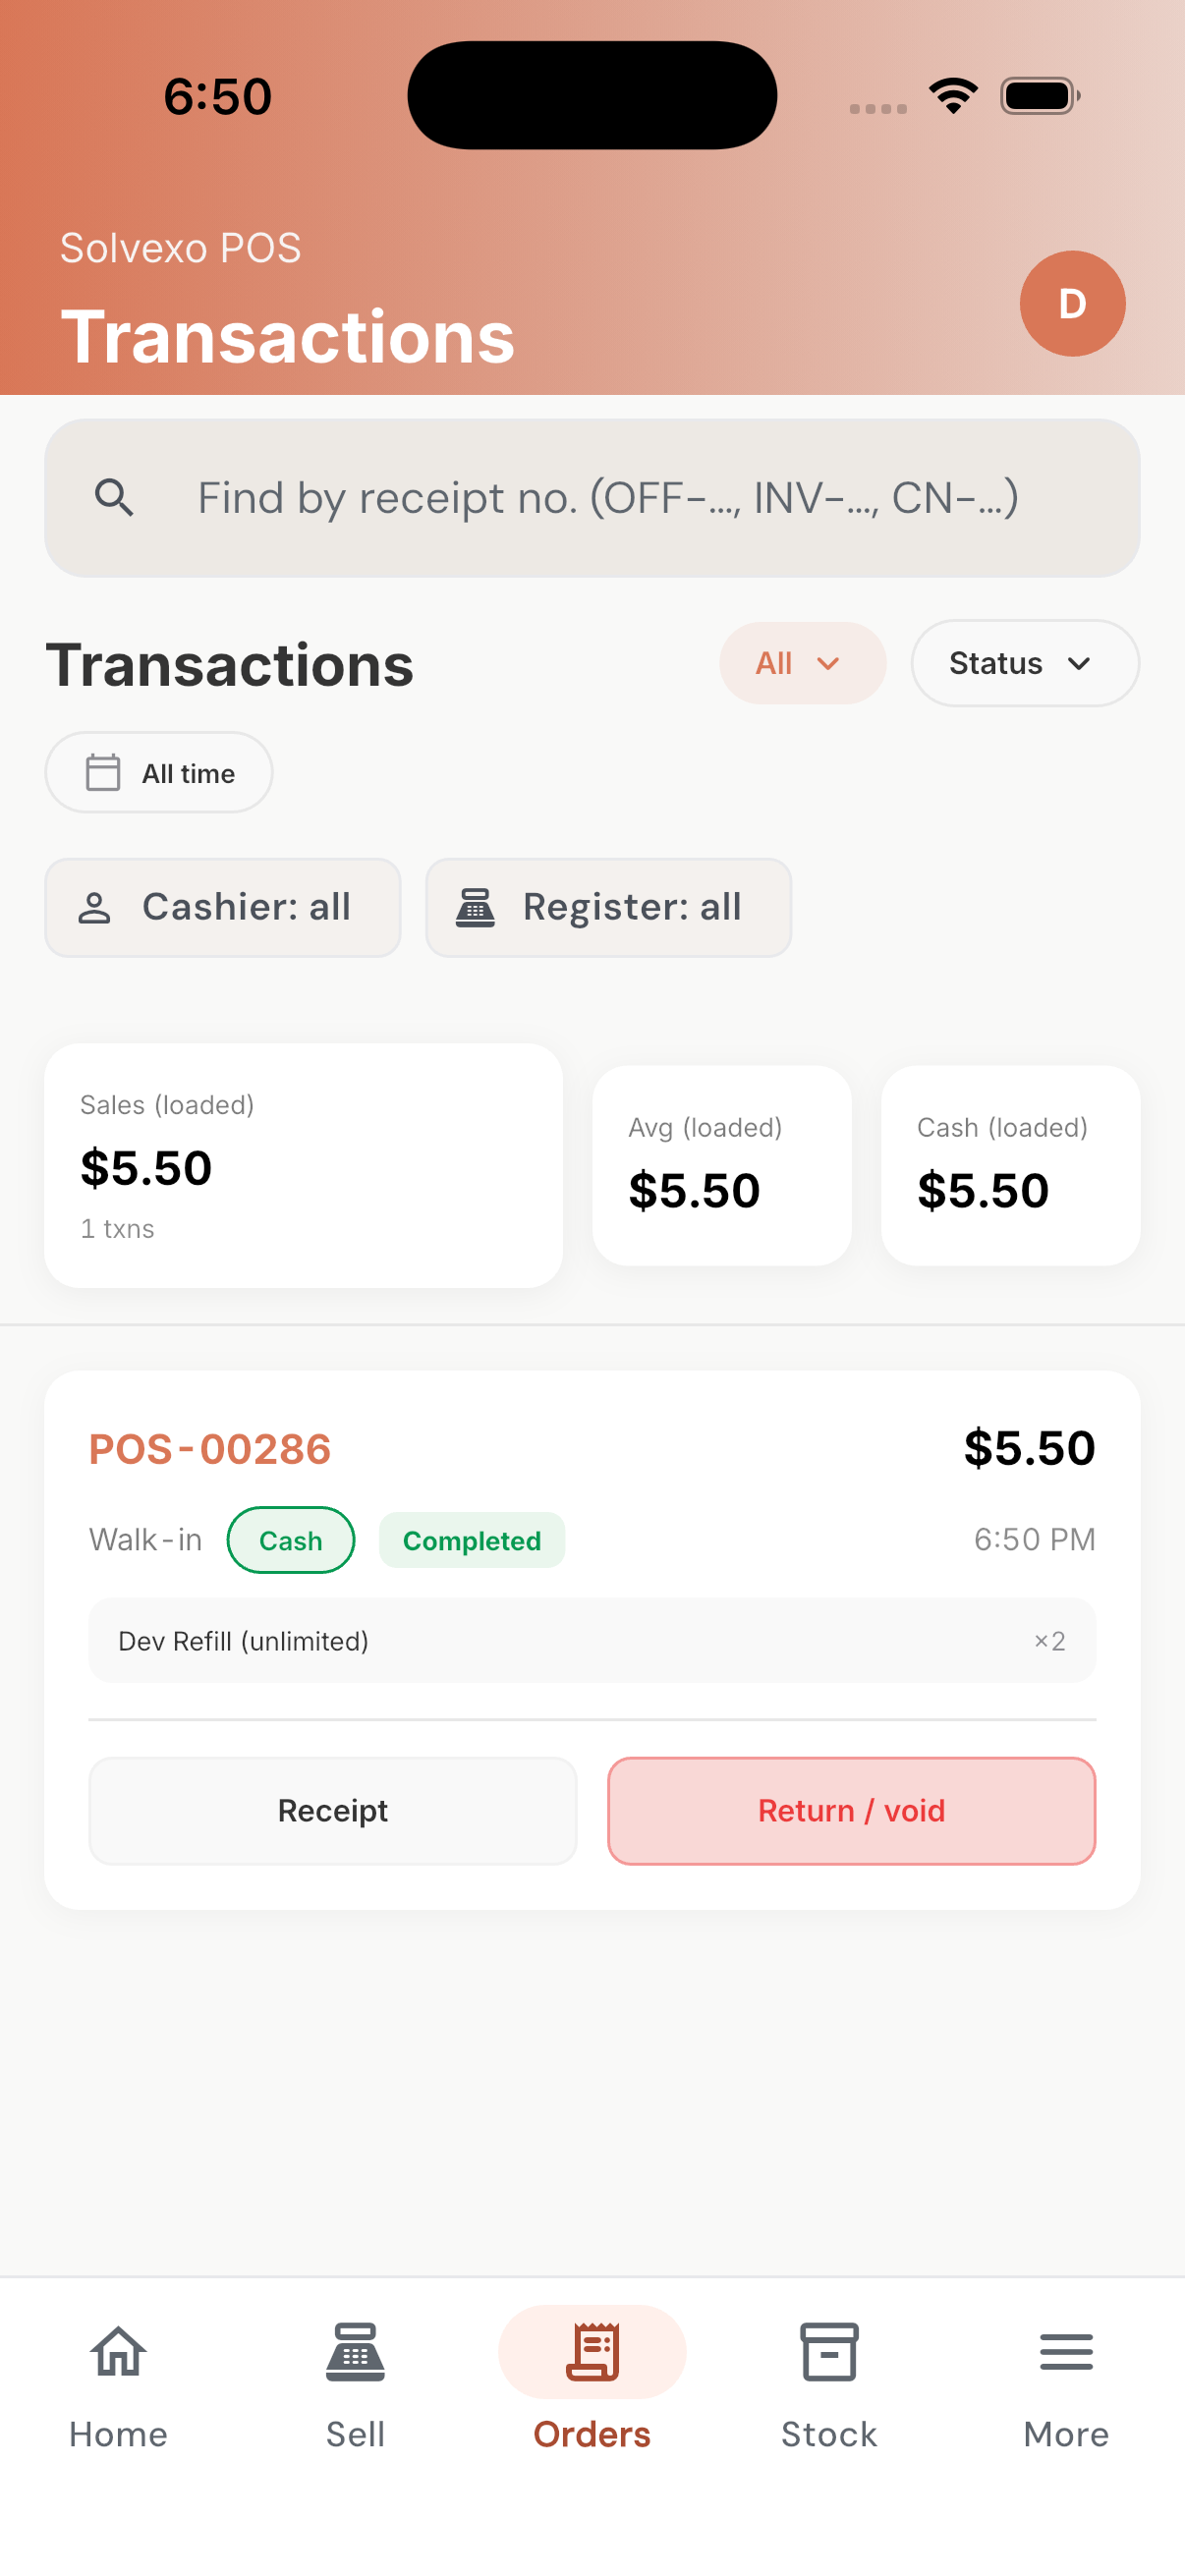 6:50
Solvexo POS
Transactions
D
Find by receipt no. (OFF-..., INV-..., CN-...)
Transactions
All
Status
All time
Cashier: all
Register: all
Sales (loaded)
$5.50
1 txns
Avg (loaded)
$5.50
Cash (loaded)
$5.50
POS-00286
$5.50
Walk-in
Cash
Completed
6:50 PM
Dev Refill (unlimited)
×2
Receipt
Return / void
Home
Sell
Orders
Stock
More